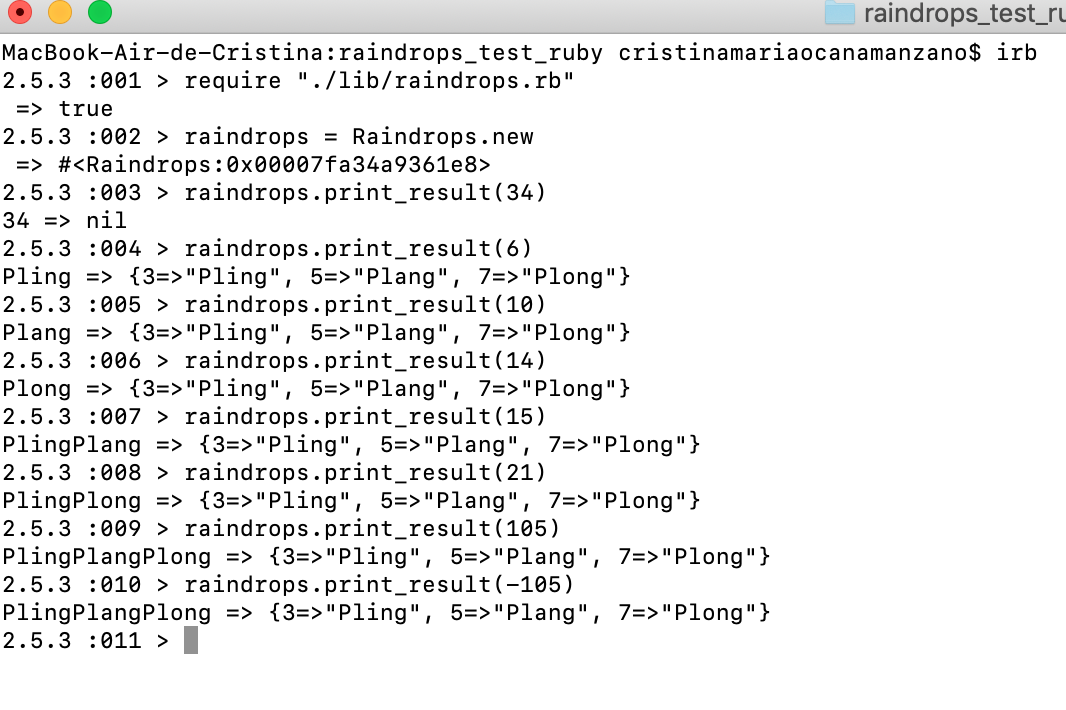 raindrops_test_ru
MacBook-Air-de-Cristina:raindrops_test_ruby cristinamariaocanamanzano$ irb
2.5.3 :001 > require "./lib/raindrops.rb"
 => true
2.5.3 :002 > raindrops = Raindrops.new
 => #<Raindrops:0x00007fa34a9361e8>
2.5.3 :003 > raindrops.print_result(34)
34 => nil
2.5.3 :004 > raindrops.print_result(6)
Pling => {3=>"Pling", 5=>"Plang", 7=>"Plong"}
2.5.3 :005 > raindrops.print_result(10)
Plang => {3=>"Pling", 5=>"Plang", 7=>"Plong"}
2.5.3 :006 > raindrops.print_result(14)
Plong => {3=>"Pling", 5=>"Plang", 7=>"Plong"}
2.5.3 :007 > raindrops.print_result(15)
PlingPlang => {3=>"Pling", 5=>"Plang", 7=>"Plong"}
2.5.3 :008 > raindrops.print_result(21)
PlingPlong => {3=>"Pling", 5=>"Plang", 7=>"Plong"}
2.5.3 :009 > raindrops.print_result(105)
PlingPlangPlong => {3=>"Pling", 5=>"Plang", 7=>"Plong"}
2.5.3 :010 > raindrops.print_result(-105)
PlingPlangPlong => {3=>"Pling", 5=>"Plang", 7=>"Plong"}
2.5.3 :011 >